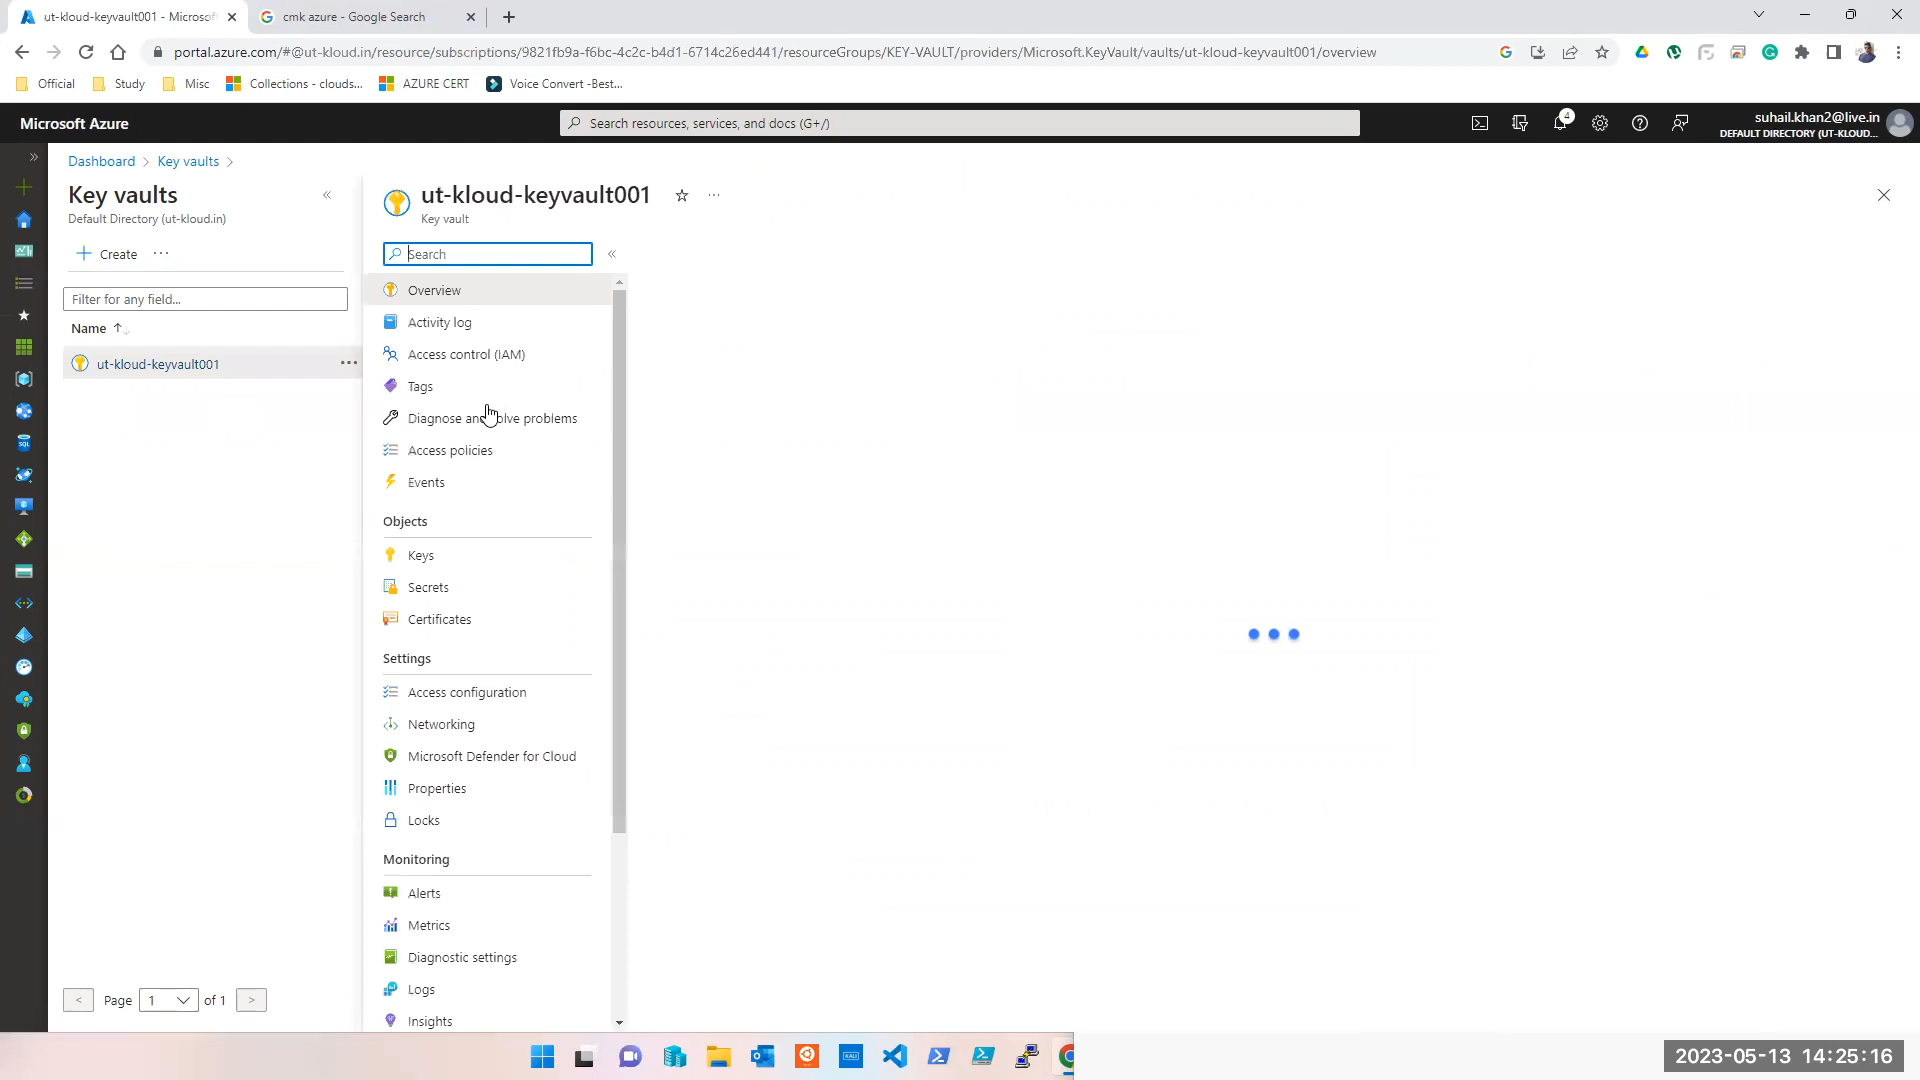 ut-kloud-keyvault001 - Microsof
cmk azure - Google Search
portal.azure.com/#@ut-kloud.in/resource/subscriptions/9821fb9a-f6bc-4c2c-b4d1-6714c26ed441/resourceGroups/KEY-VAULT/providers/Microsoft.KeyVault/vaults/ut-kloud-keyvault001/overview
Official
Study
Misc
Collections - clouds...
AZURE CERT
Voice Convert -Best...
Microsoft Azure
Search resources, services, and docs (G+/)
4
suhail.khan2@live.in
DEFAULT DIRECTORY (UT-KLOUD...
Dashboard > Key vaults >
Key vaults
Default Directory (ut-kloud.in)
+ Create ...
Filter for any field...
Name
ut-kloud-keyvault001 ...
Page 1 of 1
ut-kloud-keyvault001
Key vault
Search
Overview
Activity log
Access control (IAM)
Tags
Diagnose and olve problems
Access policies
Events
Objects
Keys
Secrets
Certificates
Settings
Access configuration
Networking
Microsoft Defender for Cloud
Properties
Locks
Monitoring
Alerts
Metrics
Diagnostic settings
Logs
Insights
SQL
KALI
2023-05-13 14:25:16